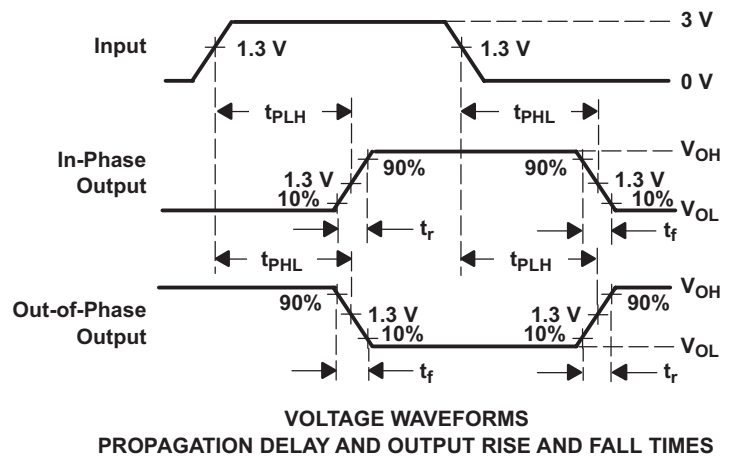 3 V
Input
1.3 V
1.3 V
0 V
tPLH
tPHL
In-Phase
Output
VOH
90%
90%
1.3 V
1.3 V
10%
10%
VOL
tr
tf
tPHL
tPLH
Out-of-Phase
Output
VOH
90%
90%
1.3 V
1.3 V
10%
10%
VOL
tf
tr
VOLTAGE WAVEFORMS
PROPAGATION DELAY AND OUTPUT RISE AND FALL TIMES